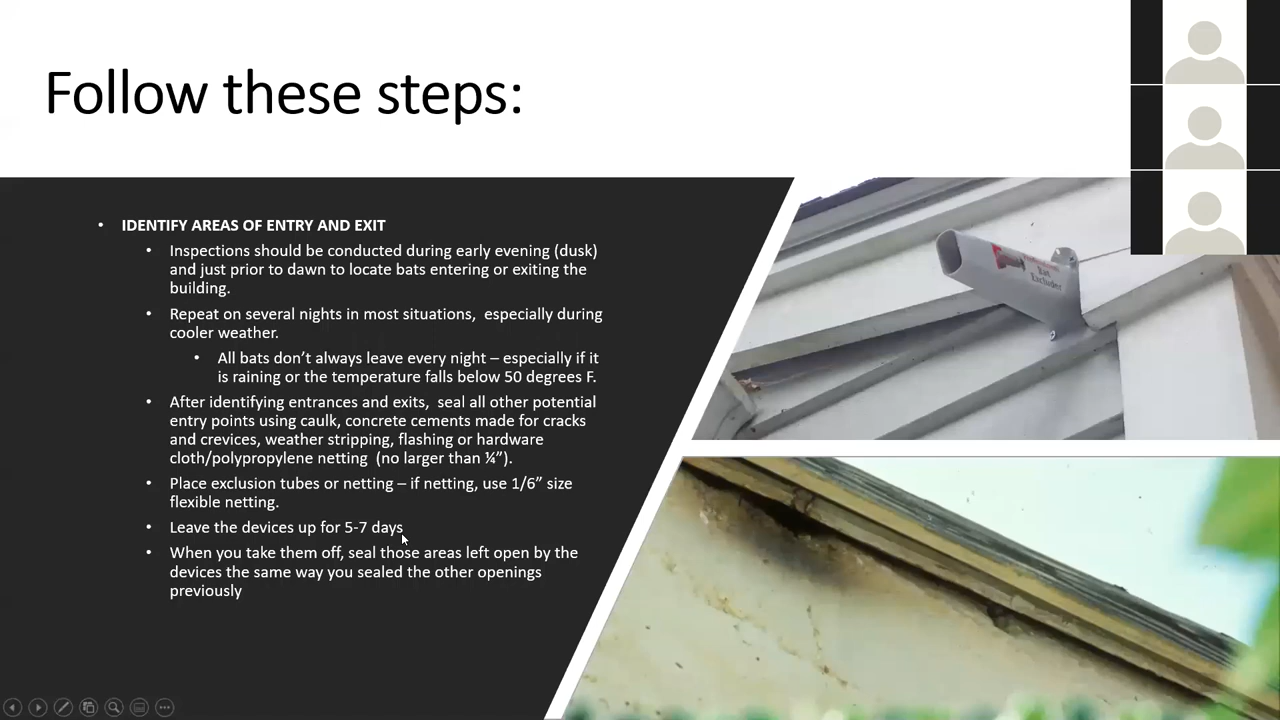 Follow these steps:
• IDENTIFY AREAS OF ENTRY AND EXIT
• Inspections should be conducted during early evening (dusk)
and just prior to dawn to locate bats entering or exiting the
building.
• Repeat on several nights in most situations, especially during
cooler weather.
• All bats don’t always leave every night – especially if it
is raining or the temperature falls below 50 degrees F.
• After identifying entrances and exits, seal all other potential
entry points using caulk, concrete cements made for cracks
and crevices, weather stripping, flashing or hardware
cloth/polypropylene netting (no larger than ¼”).
• Place exclusion tubes or netting – if netting, use 1/6” size
flexible netting.
• Leave the devices up for 5-7 days
• When you take them off, seal those areas left open by the
devices the same way you sealed the other openings
previously
Bat
Excluder